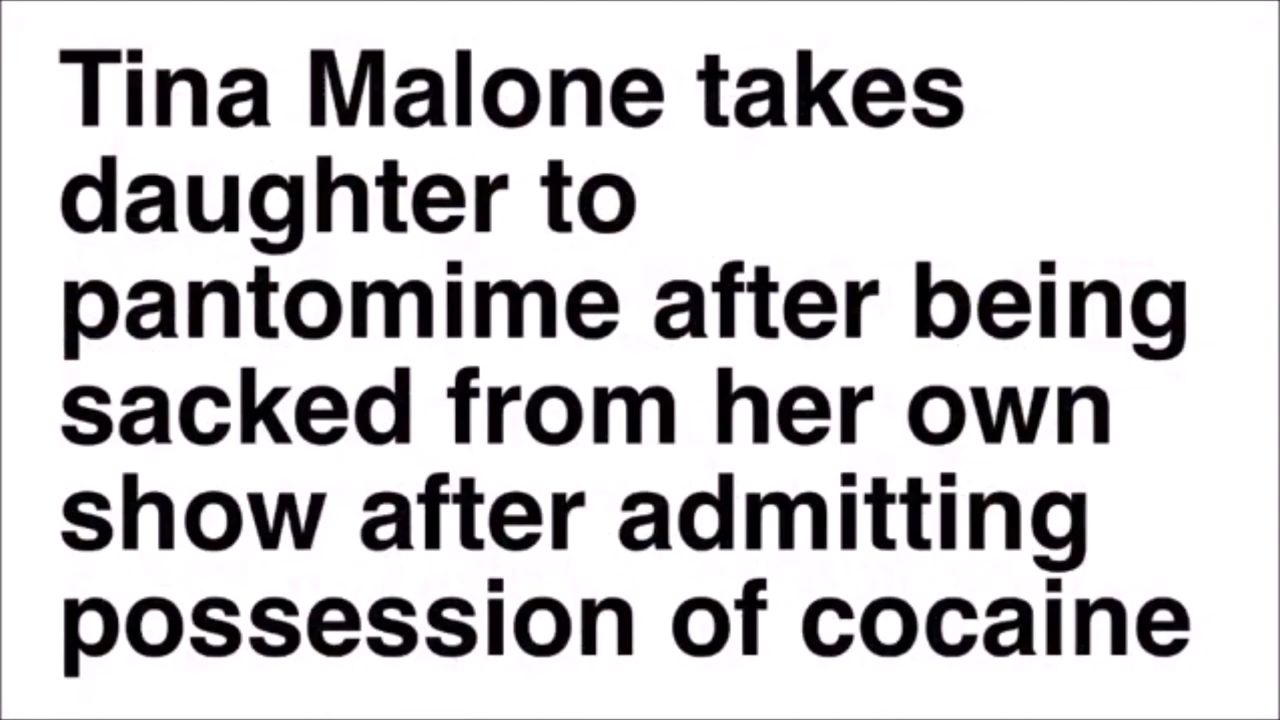 Tina Malone takes
daughter to
pantomime after being
sacked from her own
show after admitting
possession of cocaine